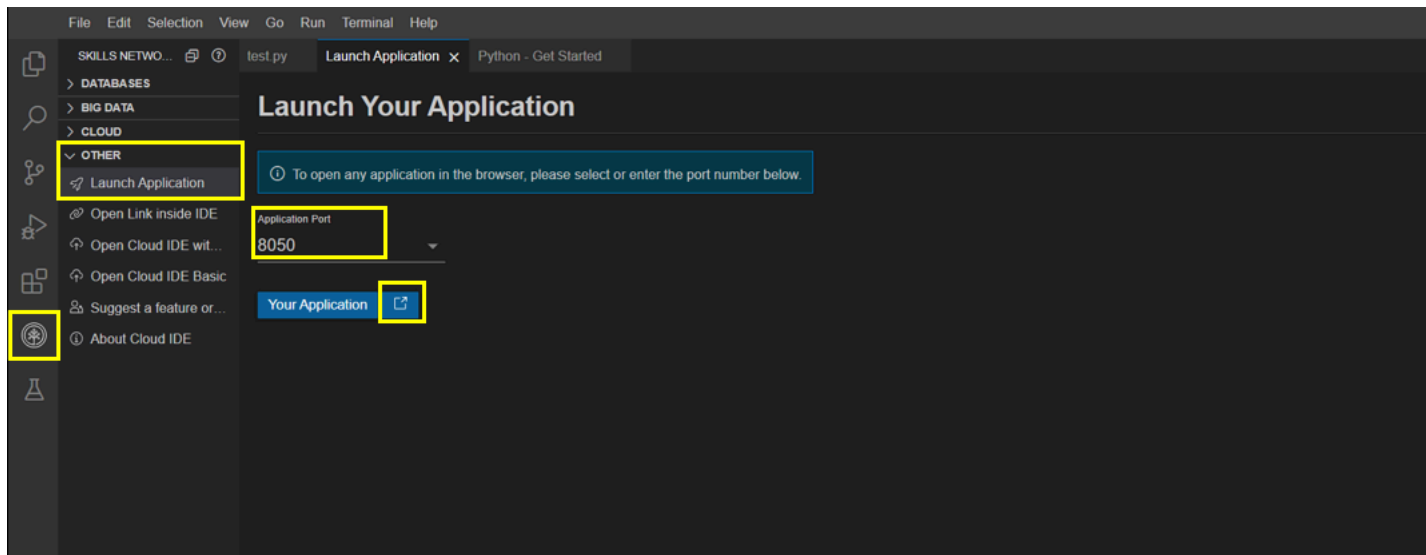 File Edit Selection View Go Run Terminal Help
SKILLS NETWO...
test.py Launch Application Python - Get Started
DATABASES
BIG DATA
CLOUD
OTHER
Launch Application
Open Link inside IDE
Open Cloud IDE wit...
Open Cloud IDE Basic
Suggest a feature or...
About Cloud IDE
Launch Your Application
To open any application in the browser, please select or enter the port number below.
Application Port
8050
Your Application